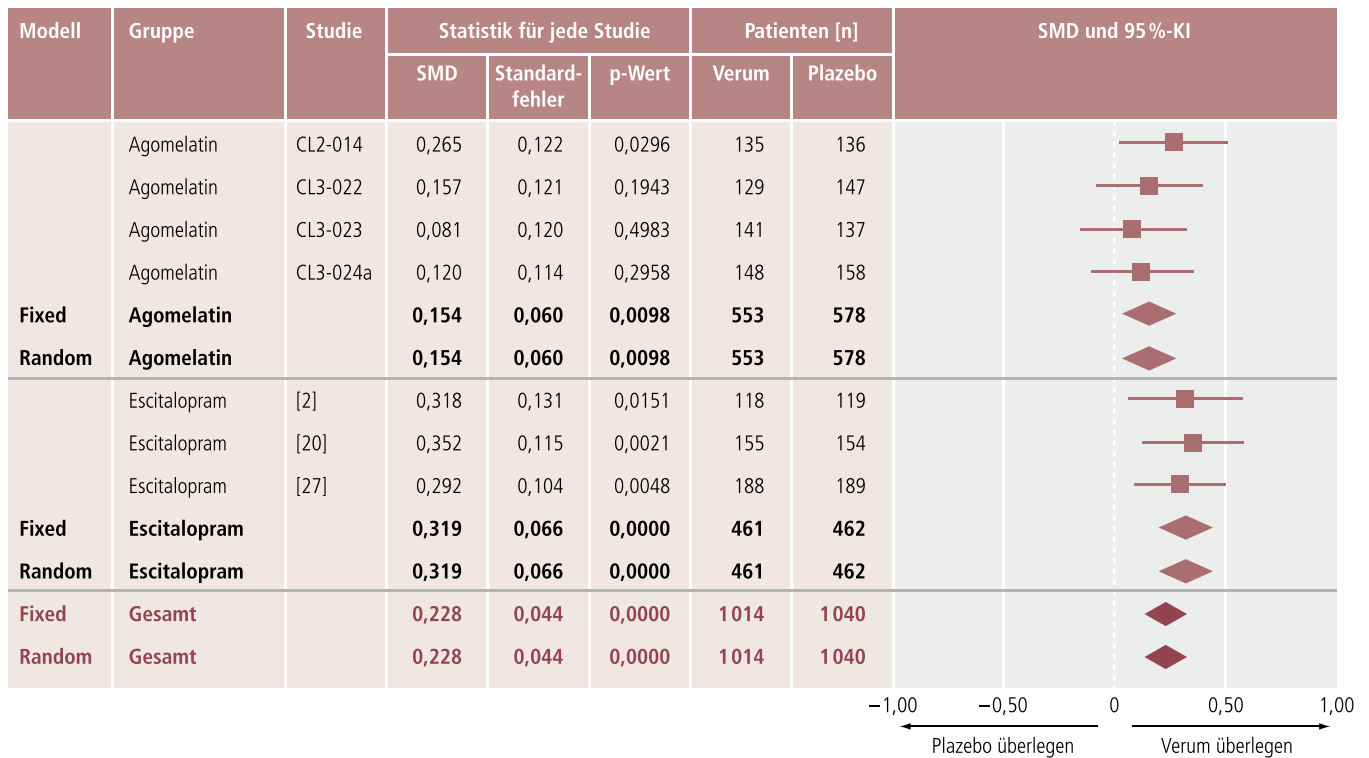 Modell Gruppe Studie Statistik für jede Studie Patienten [n] SMD und 95 %-KI
SMD Standard-fehler p-Wert Verum Plazebo
Agomelatin CL2-014 0,265 0,122 0,0296 135 136
Agomelatin CL3-022 0,157 0,121 0,1943 129 147
Agomelatin CL3-023 0,081 0,120 0,4983 141 137
Agomelatin CL3-024a 0,120 0,114 0,2958 148 158
Fixed Agomelatin 0,154 0,060 0,0098 553 578
Random Agomelatin 0,154 0,060 0,0098 553 578
Escitalopram [2] 0,318 0,131 0,0151 118 119
Escitalopram [20] 0,352 0,115 0,0021 155 154
Escitalopram [27] 0,292 0,104 0,0048 188 189
Fixed Escitalopram 0,319 0,066 0,0000 461 462
Random Escitalopram 0,319 0,066 0,0000 461 462
Fixed Gesamt 0,228 0,044 0,0000 1 014 1 040
Random Gesamt 0,228 0,044 0,0000 1 014 1 040
−1,00 −0,50 0 0,50 1,00
Plazebo überlegen Verum überlegen